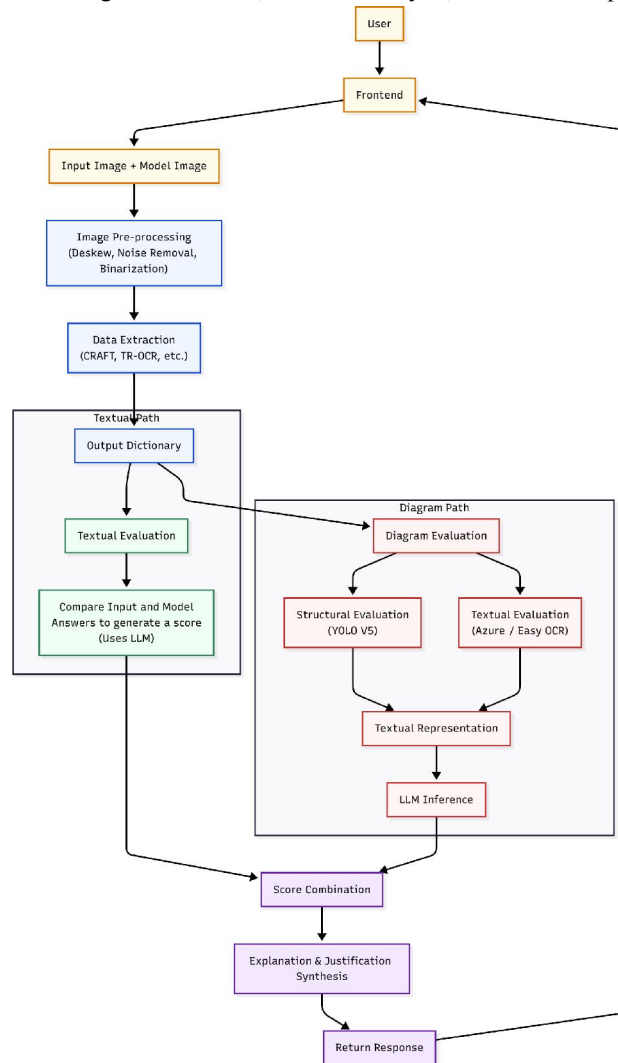 User
Frontend
Input Image + Model Image
Image Pre-processing
(Deskew, Noise Removal,
Binarization)
Data Extraction
(CRAFT, TR-OCR, etc.)
Textual Path
Output Dictionary
Textual Evaluation
Compare Input and Model
Answers to generate a score
(Uses LLM)
Diagram Path
Diagram Evaluation
Structural Evaluation
(YOLO V5)
Textual Evaluation
(Azure / Easy OCR)
Textual Representation
LLM Inference
Score Combination
Explanation & Justification
Synthesis
Return Response